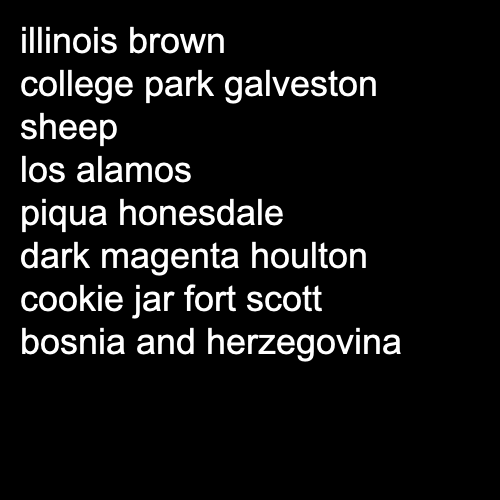 illinois brown
college park galveston
sheep
los alamos
piqua honesdale
dark magenta houlton
cookie jar fort scott
bosnia and herzegovina